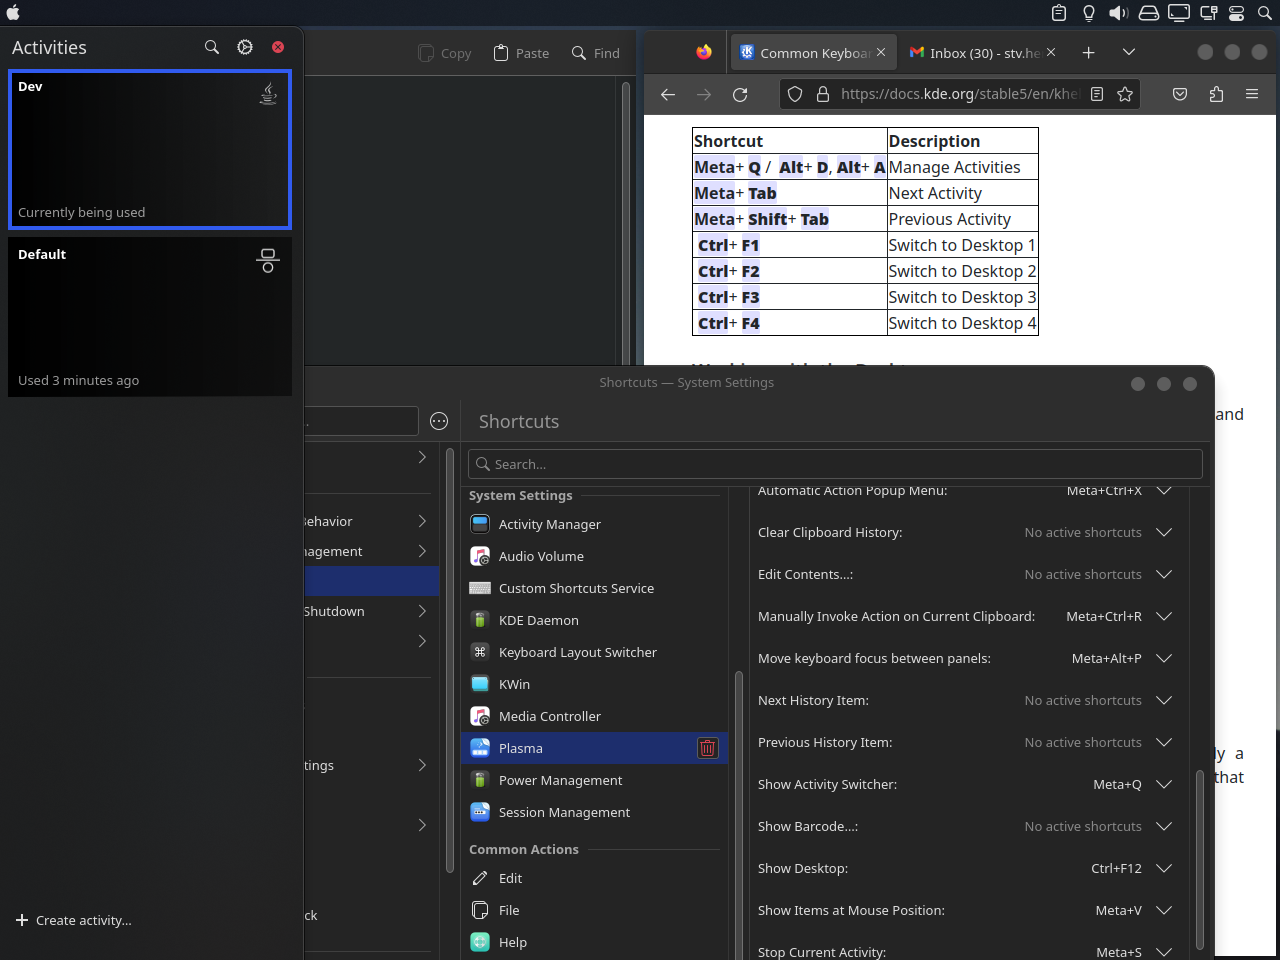 Activities
Dev
Currently being used
Default
Used 3 minutes ago
Create activity...
Copy
Paste
Find
Common Keyboa
Inbox (30) - stv.he
https://docs.kde.org/stable5/en/khe
Shortcut Description
Meta+ Q / Alt+ D, Alt+ A Manage Activities
Meta+ Tab Next Activity
Meta+ Shift+ Tab Previous Activity
Ctrl+ F1 Switch to Desktop 1
Ctrl+ F2 Switch to Desktop 2
Ctrl+ F3 Switch to Desktop 3
Ctrl+ F4 Switch to Desktop 4
and
ly a
that
Shortcuts — System Settings
Shortcuts
Search...
Behavior
nagement
Shutdown
tings
ck
System Settings
Activity Manager
Audio Volume
Custom Shortcuts Service
KDE Daemon
Keyboard Layout Switcher
KWin
Media Controller
Plasma
Power Management
Session Management
Common Actions
Edit
File
Help
Automatic Action Popup Menu: Meta+Ctrl+X
Clear Clipboard History: No active shortcuts
Edit Contents...: No active shortcuts
Manually Invoke Action on Current Clipboard: Meta+Ctrl+R
Move keyboard focus between panels: Meta+Alt+P
Next History Item: No active shortcuts
Previous History Item: No active shortcuts
Show Activity Switcher: Meta+Q
Show Barcode...: No active shortcuts
Show Desktop: Ctrl+F12
Show Items at Mouse Position: Meta+V
Stop Current Activity: Meta+S